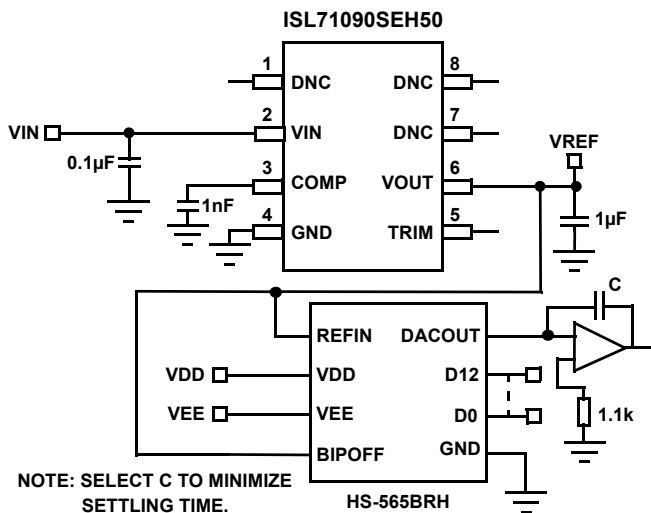 ISL71090SEH50
1 8
DNC DNC
2 7
VIN VIN DNC VREF
0.1µF 3 6
COMP VOUT
1nF 4 5 1µF
GND TRIM
C
REFIN DACOUT
VDD VDD D12
VEE VEE D0 1.1k
BIPOFF GND
NOTE: SELECT C TO MINIMIZE
SETTLING TIME. HS-565BRH